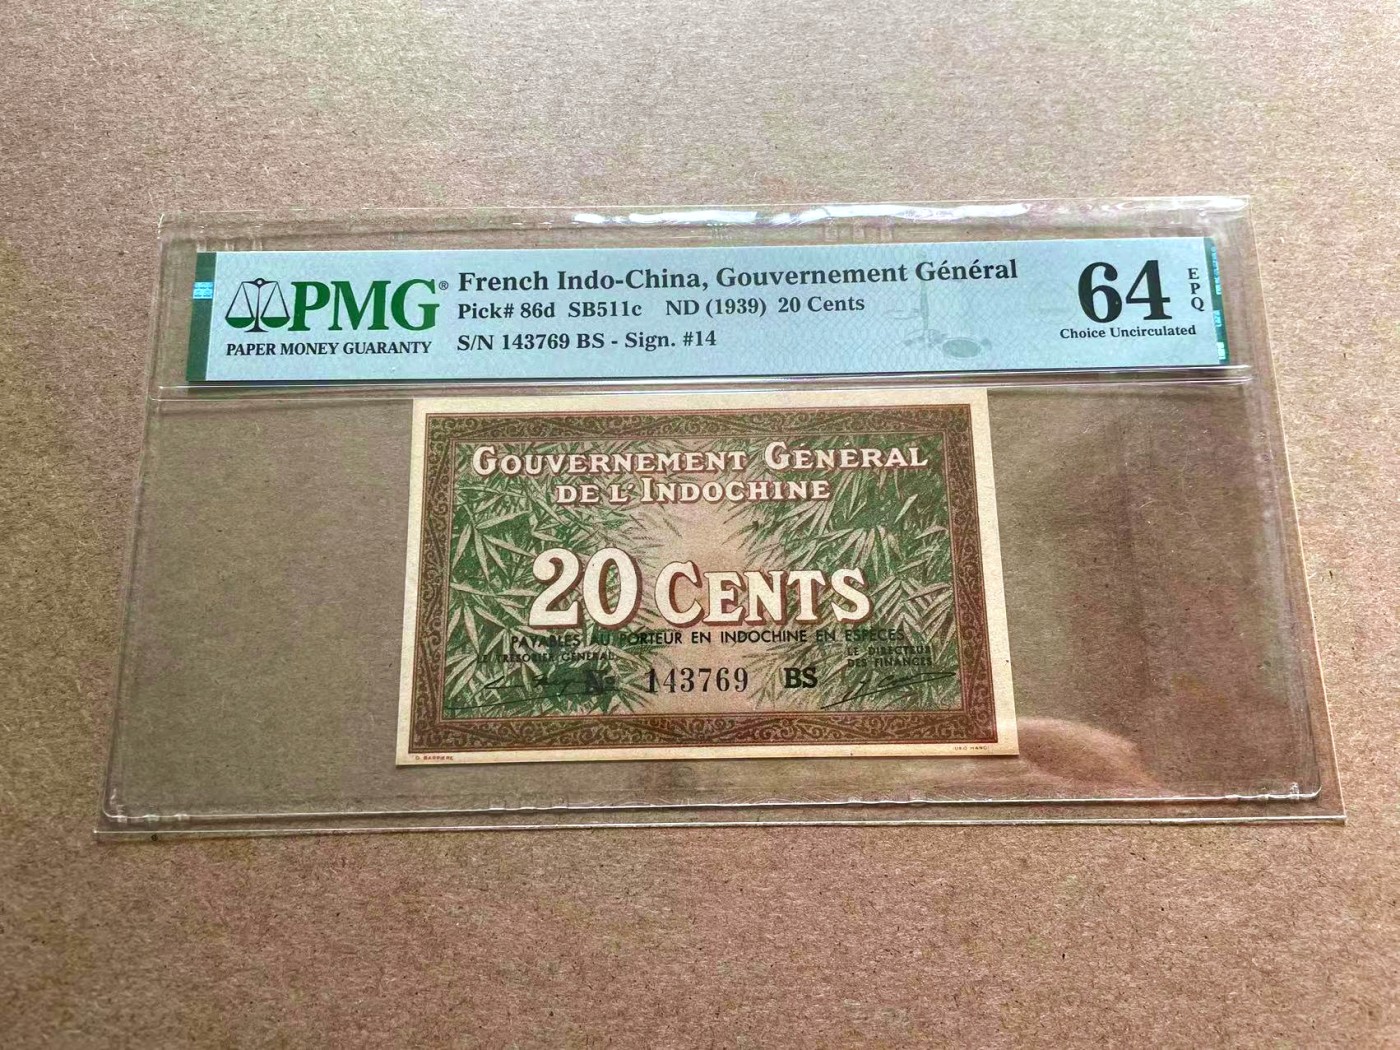 PMG®
PAPER MONEY GUARANTY
French Indo-China, Gouvernement Général
Pick# 86d SB511c ND (1939) 20 Cents
S/N 143769 BS - Sign. #14
64
EPQ
Choice Uncirculated
GOUVERNEMENT GÉNÉRAL
DE L'INDOCHINE
20 CENTS
PAYABLES AU PORTEUR EN INDOCHINE EN ESPÈCES
LE TRÉSORIER GÉNÉRAL
LE DIRECTEUR
DES FINANCES
No 143769 BS